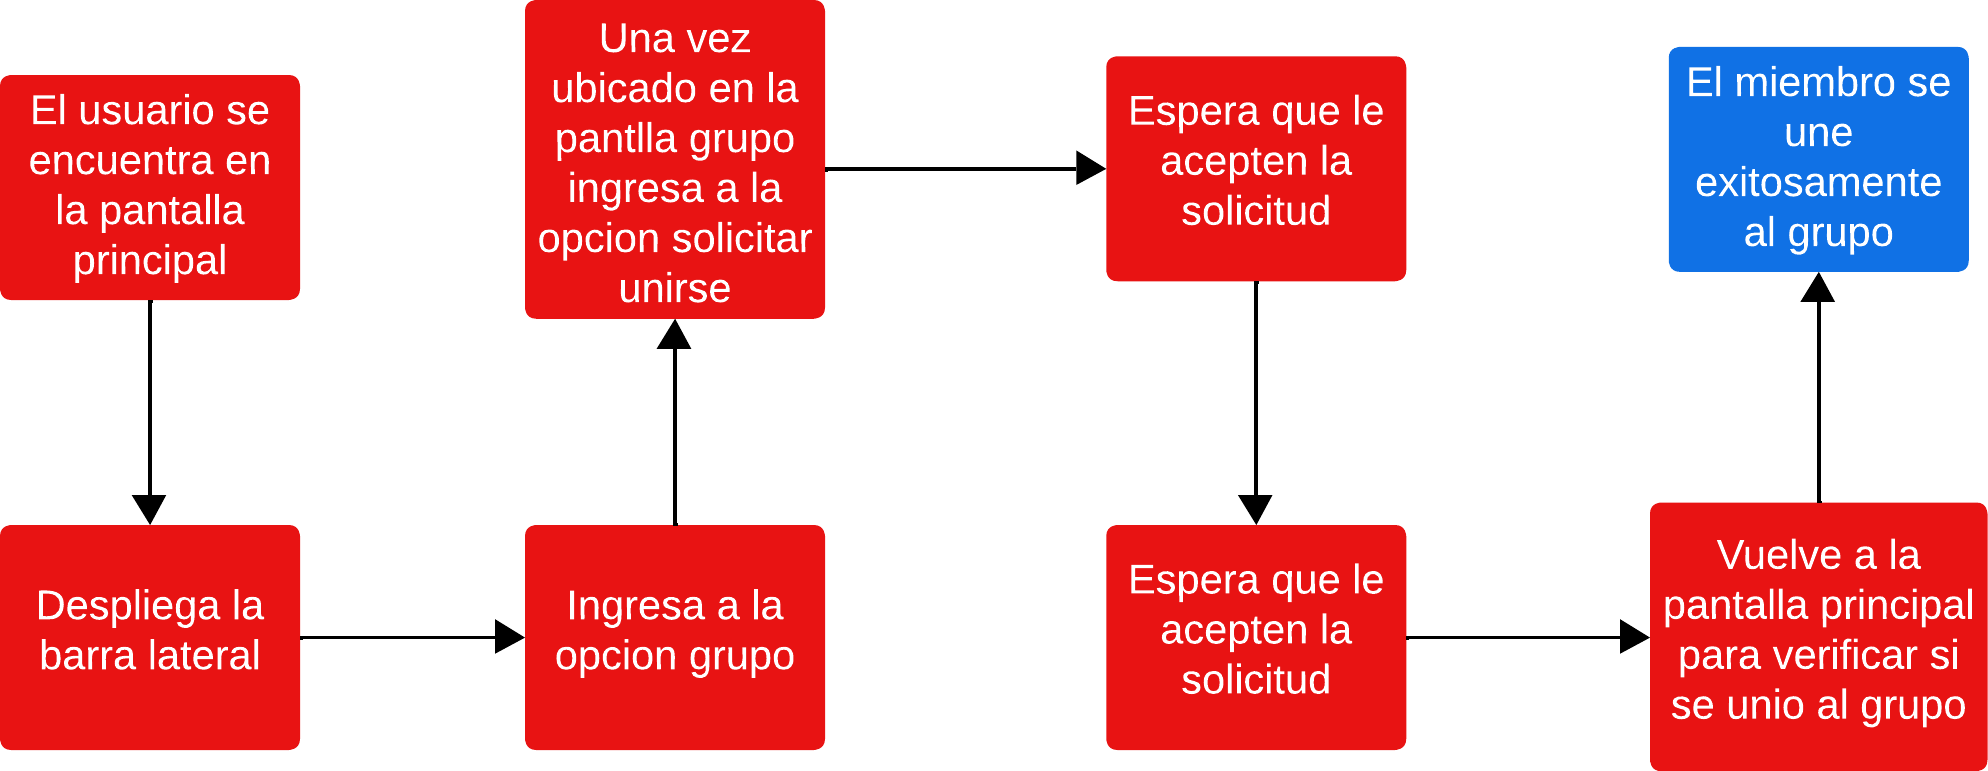 El usuario se
encuentra en
la pantalla
principal
Despliega la
barra lateral
Ingresa a la
opcion grupo
Una vez
ubicado en la
pantlla grupo
ingresa a la
opcion solicitar
unirse
Espera que le
acepten la
solicitud
Espera que le
acepten la
solicitud
Vuelve a la
pantalla principal
para verificar si
se unio al grupo
El miembro se
une
exitosamente
al grupo